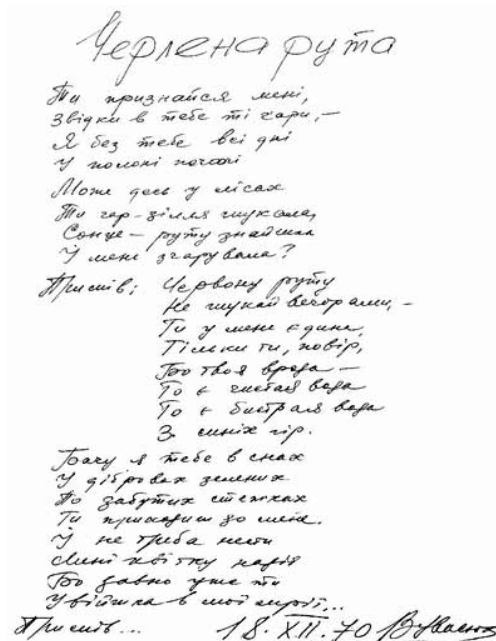 Черлена рута
Ти признайся мені,
Звідки в тебе ті чари, –
Я без тебе всі дні
У полоні печалі
Може десь у лісах
Ти чар-зілля шукала,
Сонце – руту знайшла
У мене зчарувала?
Приспів: Червону руту
Не шукай вечорами, –
Ти у мене єдина,
Тільки ти, повір,
Бо твоя врода –
То є чистая вода
То є бистрая вода
З синіх гір.
Бачу я тебе в снах
У дібровах зелених
По забутих стежках
Ти приходиш до мене.
У не треба нести
Мені квітку надій
Бо давно уже ти
Увійшла в мої мрії...
Приспів... 18. XII. 70